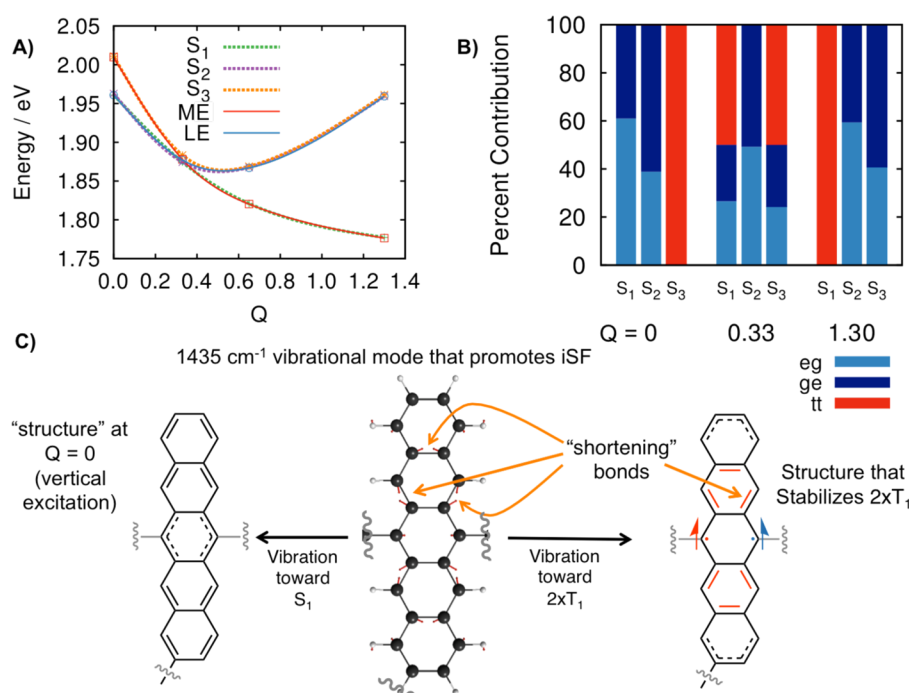 A)
2.05
2.00
1.95
1.90
1.85
1.80
1.75
Energy / eV
0.0 0.2 0.4 0.6 0.8 1.0 1.2 1.4
Q
S₁
S₂
S₃
ME
LE
B)
100
80
60
40
20
0
Percent Contribution
S₁ S₂ S₃ S₁ S₂ S₃ S₁ S₂ S₃
Q = 0 0.33 1.30
eg
ge
tt
C)
1435 cm⁻¹ vibrational mode that promotes iSF
"structure" at
Q = 0
(vertical
excitation)
Vibration
toward
S₁
"shortening"
bonds
Vibration
toward
2xT₁
Structure that
Stabilizes 2xT₁